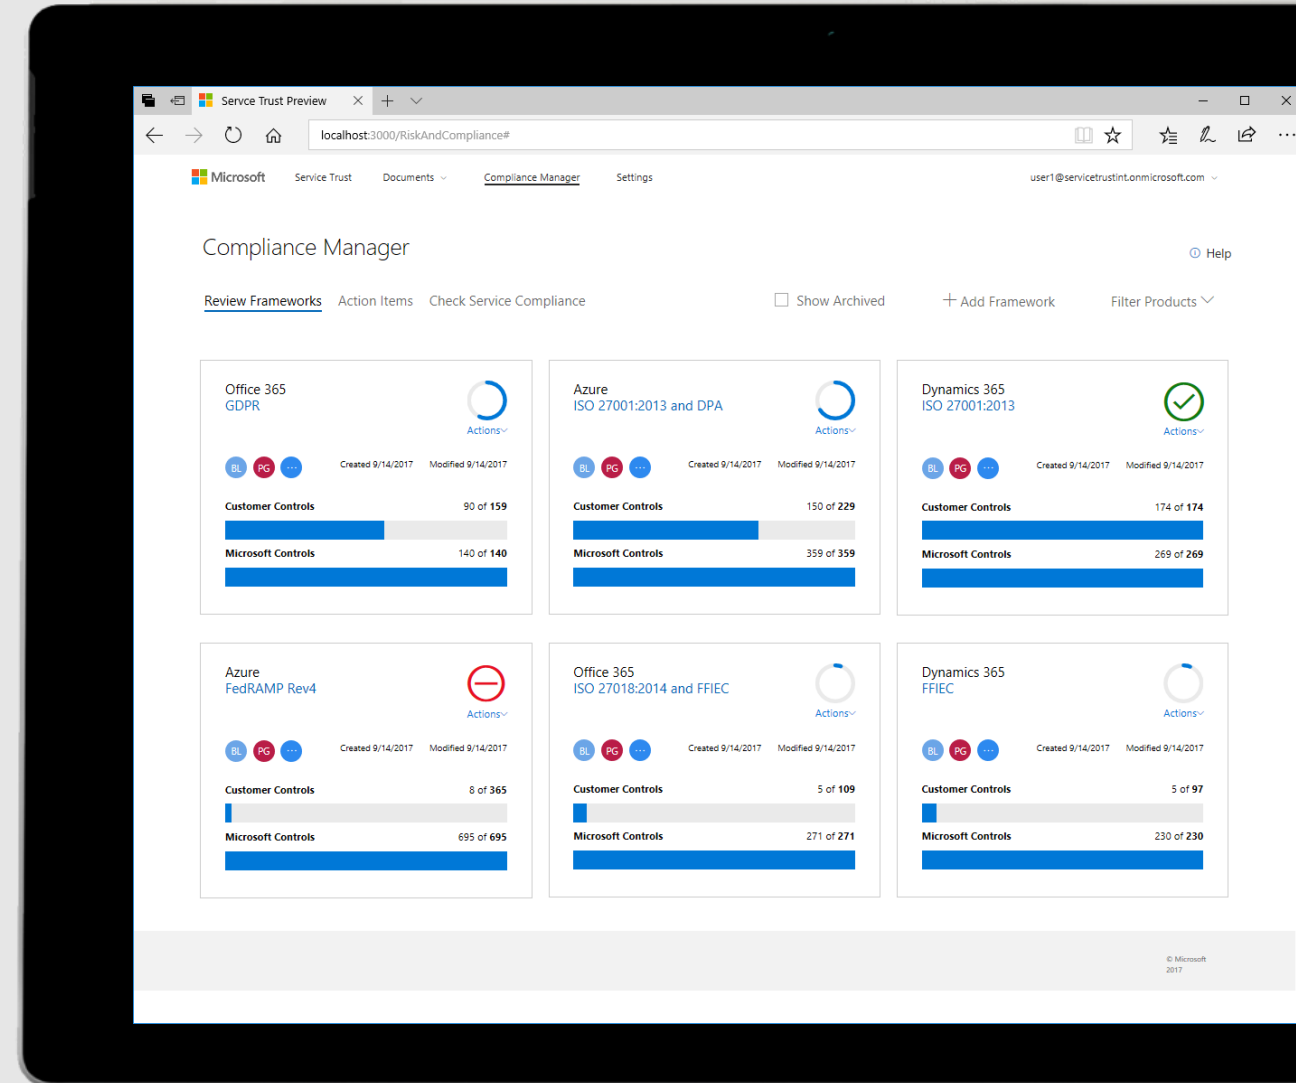 Servce Trust Preview
localhost:3000/RiskAndCompliance#
Microsoft Service Trust Documents Compliance Manager Settings user1@servicetrustint.onmicrosoft.com
Compliance Manager
Help
Review Frameworks Action Items Check Service Compliance Show Archived + Add Framework Filter Products
Office 365
GDPR
Actions
BL PG ... Created 9/14/2017 Modified 9/14/2017
Customer Controls 90 of 159
Microsoft Controls 140 of 140
Azure
ISO 27001:2013 and DPA
Actions
BL PG ... Created 9/14/2017 Modified 9/14/2017
Customer Controls 150 of 229
Microsoft Controls 359 of 359
Dynamics 365
ISO 27001:2013
Actions
BL PG ... Created 9/14/2017 Modified 9/14/2017
Customer Controls 174 of 174
Microsoft Controls 269 of 269
Azure
FedRAMP Rev4
Actions
BL PG ... Created 9/14/2017 Modified 9/14/2017
Customer Controls 8 of 365
Microsoft Controls 695 of 695
Office 365
ISO 27018:2014 and FFIEC
Actions
BL PG ... Created 9/14/2017 Modified 9/14/2017
Customer Controls 5 of 109
Microsoft Controls 271 of 271
Dynamics 365
FFIEC
Actions
BL PG ... Created 9/14/2017 Modified 9/14/2017
Customer Controls 5 of 97
Microsoft Controls 230 of 230
© Microsoft
2017